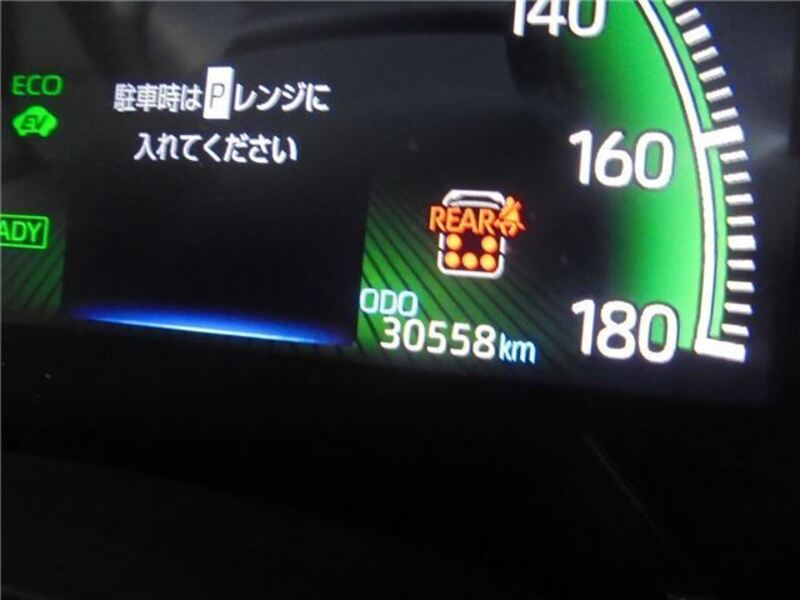 140
ECO
EV
駐車時はPレンジに
入れてください
160
REAR
ADY
ODO
30558km
180